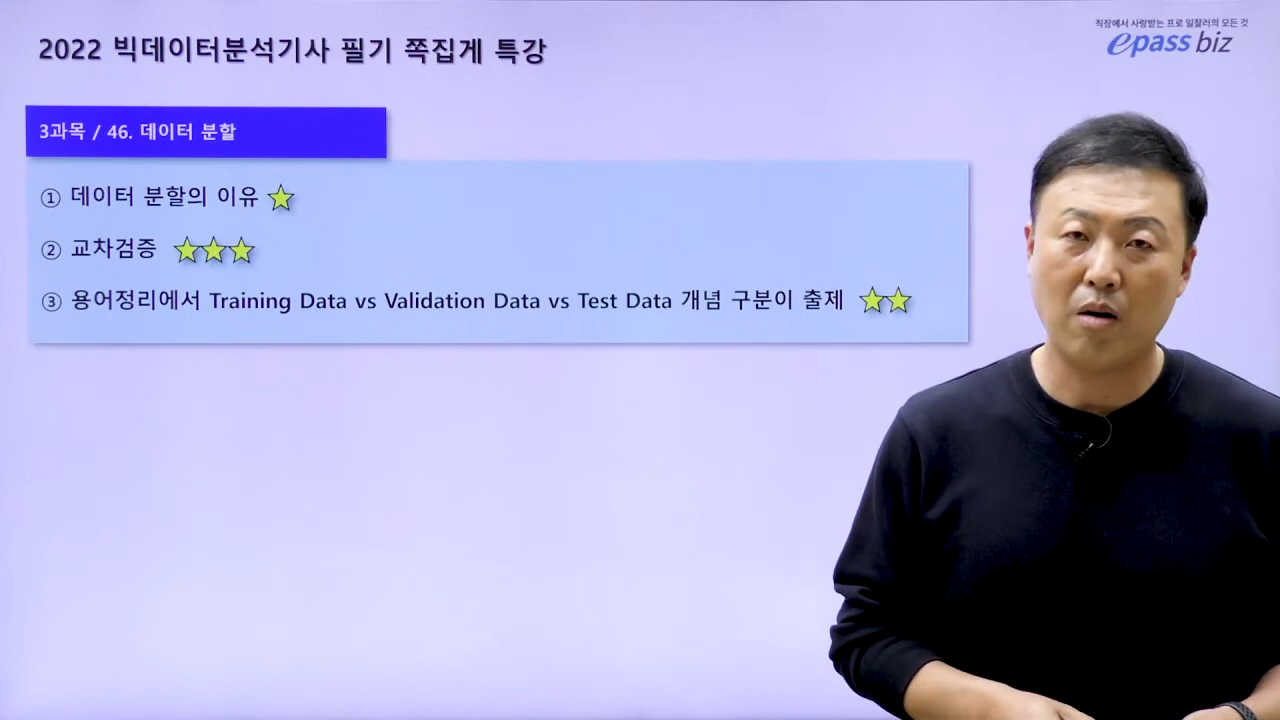 2022 빅데이터분석기사 필기 쪽집게 특강
직장에서 사랑받는 프로 일잘러의 모든 것
epass biz
3과목 / 46. 데이터 분할
① 데이터 분할의 이유
② 교차검증
③ 용어정리에서 Training Data vs Validation Data vs Test Data 개념 구분이 출제